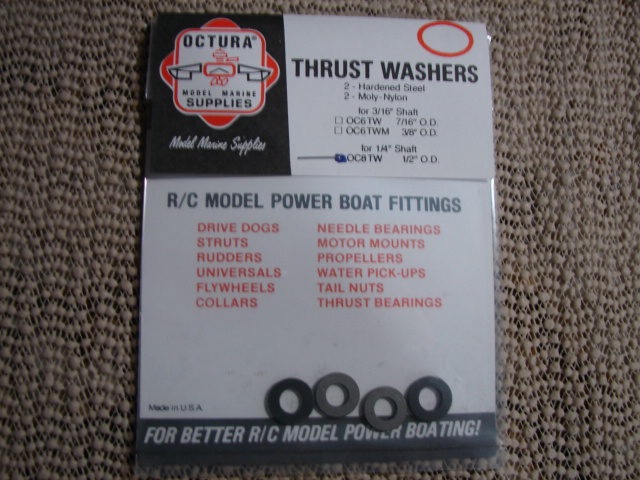 OCTURA®
MODEL MARINE
SUPPLIES
Model Marine Supplies
THRUST WASHERS
2 - Hardened Steel
2 - Moly-Nylon
for 3/16" Shaft
OC6TW 7/16" O.D.
OC6TWM 3/8" O.D.
for 1/4" Shaft
OC8TW 1/2" O.D.
R/C MODEL POWER BOAT FITTINGS
DRIVE DOGS NEEDLE BEARINGS
STRUTS MOTOR MOUNTS
RUDDERS PROPELLERS
UNIVERSALS WATER PICK-UPS
FLYWHEELS TAIL NUTS
COLLARS THRUST BEARINGS
Made in U.S.A.
FOR BETTER R/C MODEL POWER BOATING!